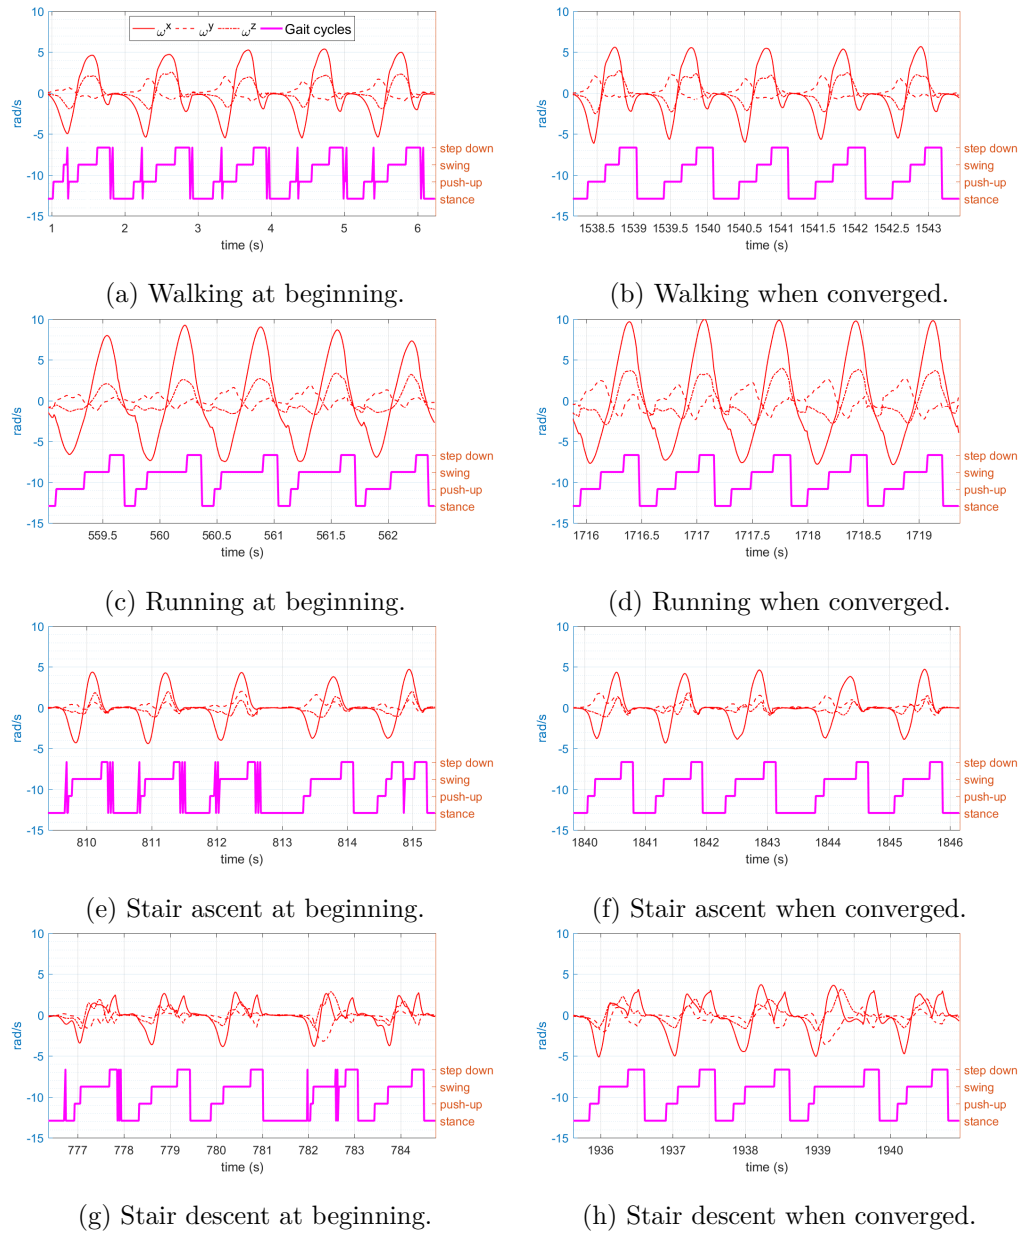 ω^x ω^y ω^z Gait cycles
10
5
0
-5
-10
-15
rad/s
step down
swing
push-up
stance
1 2 3 4 5 6
time (s)
(a) Walking at beginning.
10
5
0
-5
-10
-15
rad/s
step down
swing
push-up
stance
1538.5 1539 1539.5 1540 1540.5 1541 1541.5 1542 1542.5 1543
time (s)
(b) Walking when converged.
10
5
0
-5
-10
-15
rad/s
step down
swing
push-up
stance
559.5 560 560.5 561 561.5 562
time (s)
(c) Running at beginning.
10
5
0
-5
-10
-15
rad/s
step down
swing
push-up
stance
1716 1716.5 1717 1717.5 1718 1718.5 1719
time (s)
(d) Running when converged.
10
5
0
-5
-10
-15
rad/s
step down
swing
push-up
stance
810 811 812 813 814 815
time (s)
(e) Stair ascent at beginning.
10
5
0
-5
-10
-15
rad/s
step down
swing
push-up
stance
1840 1841 1842 1843 1844 1845 1846
time (s)
(f) Stair ascent when converged.
10
5
0
-5
-10
-15
rad/s
step down
swing
push-up
stance
777 778 779 780 781 782 783 784
time (s)
(g) Stair descent at beginning.
10
5
0
-5
-10
-15
rad/s
step down
swing
push-up
stance
1936 1937 1938 1939 1940
time (s)
(h) Stair descent when converged.